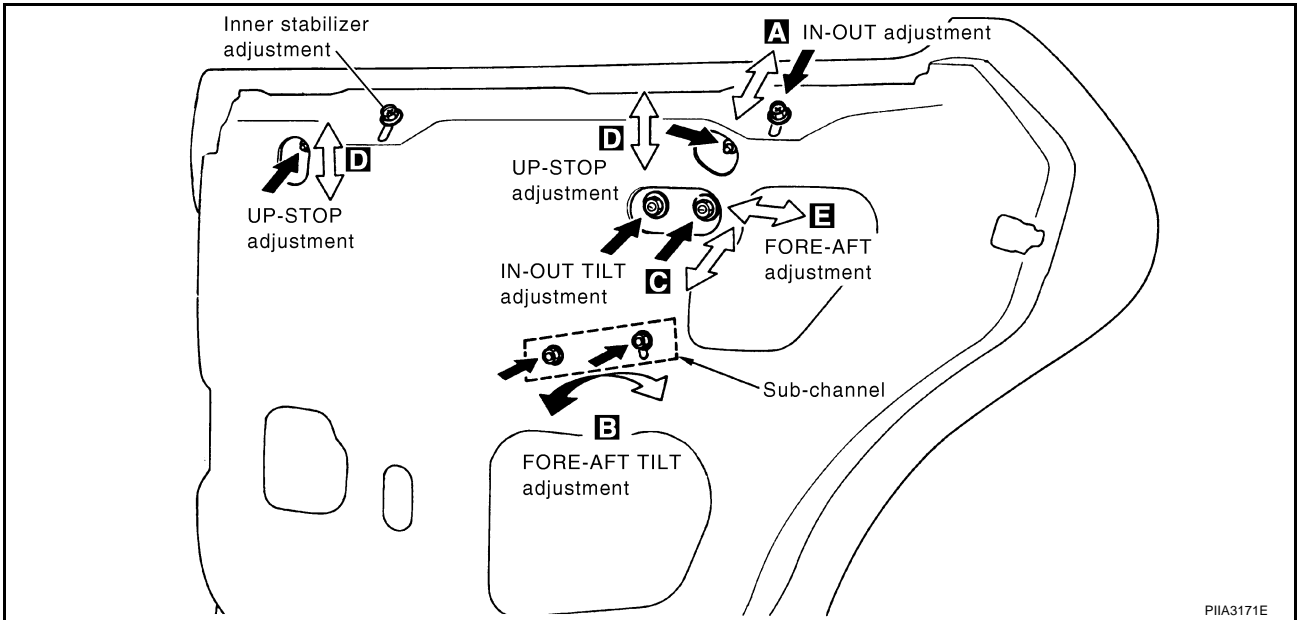 Inner stabilizer
adjustment
A
IN-OUT adjustment
D
UP-STOP
adjustment
D
UP-STOP
adjustment
E
FORE-AFT
adjustment
IN-OUT TILT
adjustment
C
Sub-channel
B
FORE-AFT TILT
adjustment
PIIA3171E